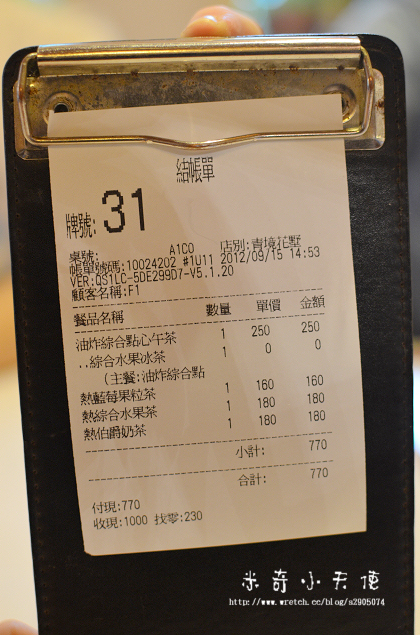 結帳單
牌號:31
桌號: A1C0 店別:青境花墅
帳單號碼:10024202 #1U11 2012/09/15 14:53
VER:QS1LC-5DE299D7-V5.1.20
顧客名稱:F1
餐品名稱 數量 單價 金額
油炸綜合點心午茶 1 250 250
..綜合水果冰茶 1 0 0
(主餐:油炸綜合點
熱藍莓果粒茶 1 160 160
熱綜合水果茶 1 180 180
熱伯爵奶茶 1 180 180
小計: 770
合計: 770
付現:770
收現:1000 找零:230
米奇小天使
http://www.wretch.cc/blog/a2905074